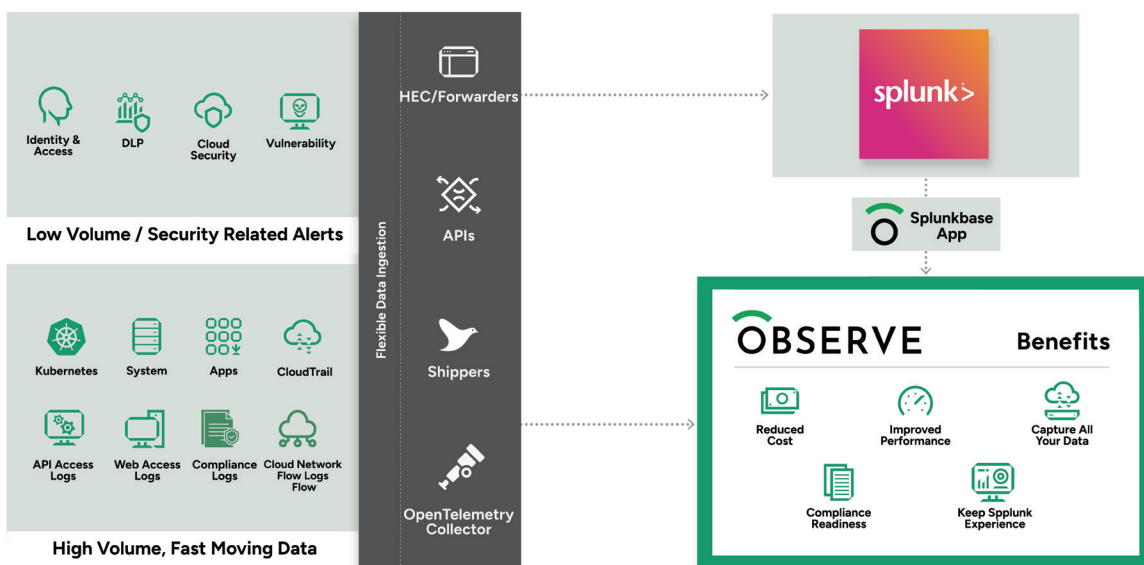 Identity &
Access
DLP
Cloud
Security
Vulnerability
Low Volume / Security Related Alerts
Kubernetes
System
Apps
CloudTrail
API Access
Logs
Web Access
Logs
Compliance
Logs
Cloud Network
Flow Logs
Flow
High Volume, Fast Moving Data
Flexible Data Ingestion
HEC/Forwarders
APIs
Shippers
OpenTelemetry
Collector
splunk>
Splunkbase
App
OBSERVE
Benefits
Reduced
Cost
Improved
Performance
Capture All
Your Data
Compliance
Readiness
Keep Spplunk
Experience